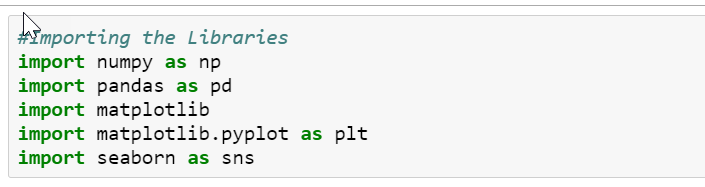 #Importing the Libraries
import numpy as np
import pandas as pd
import matplotlib
import matplotlib.pyplot as plt
import seaborn as sns